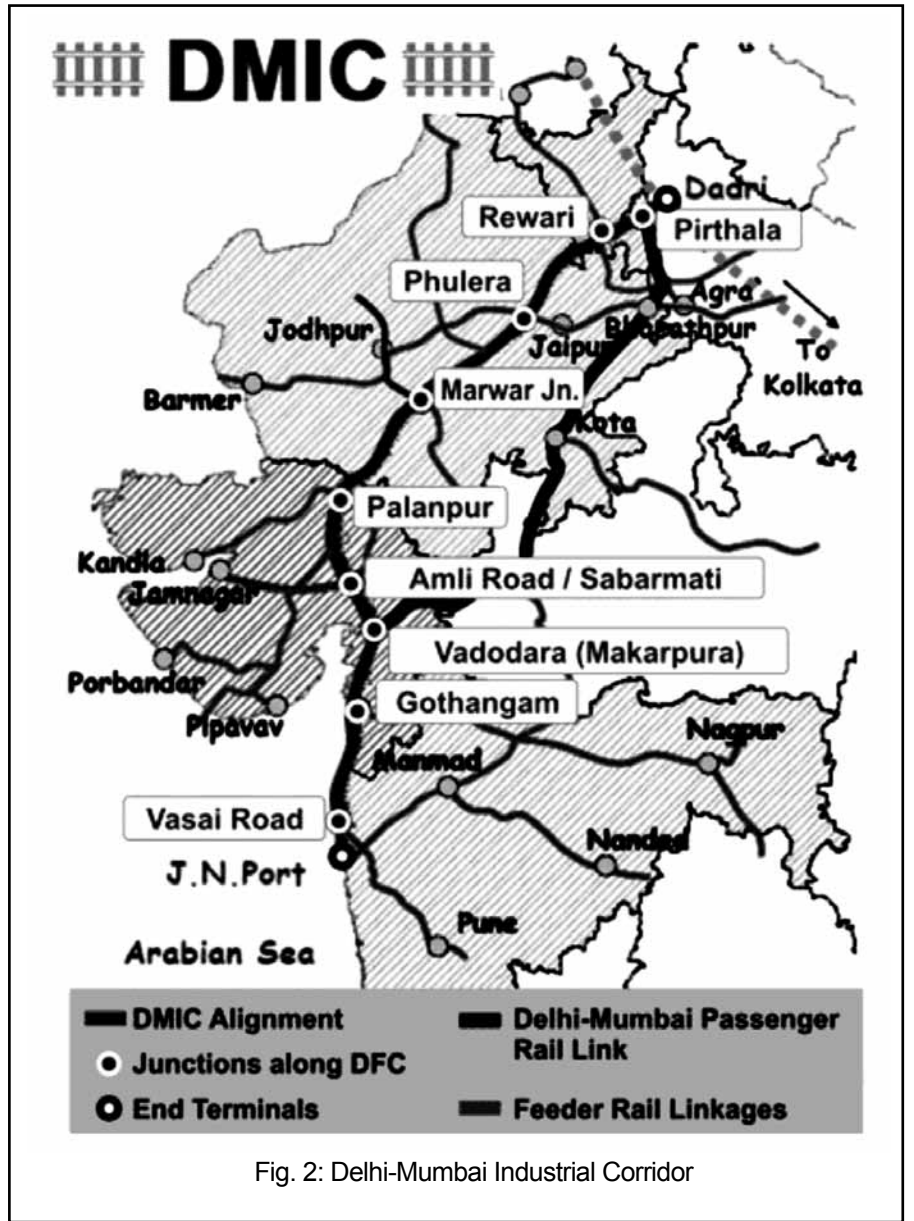 DMIC
Dadri
Rewari
Pirthala
Phulera
Agra
Jodhpur
Jaipur
Bharathpur
To
Kolkata
Barmer
Marwar Jn.
Kota
Palanpur
Kandla
Jamnagar
Amli Road / Sabarmati
Vadodara (Makarpura)
Porbandar
Pipavav
Gothangam
Nagpur
Manmad
Vasai Road
Nanded
J.N.Port
Pune
Arabian Sea
DMIC Alignment
Delhi-Mumbai Passenger
Rail Link
Junctions along DFC
End Terminals
Feeder Rail Linkages
Fig. 2: Delhi-Mumbai Industrial Corridor